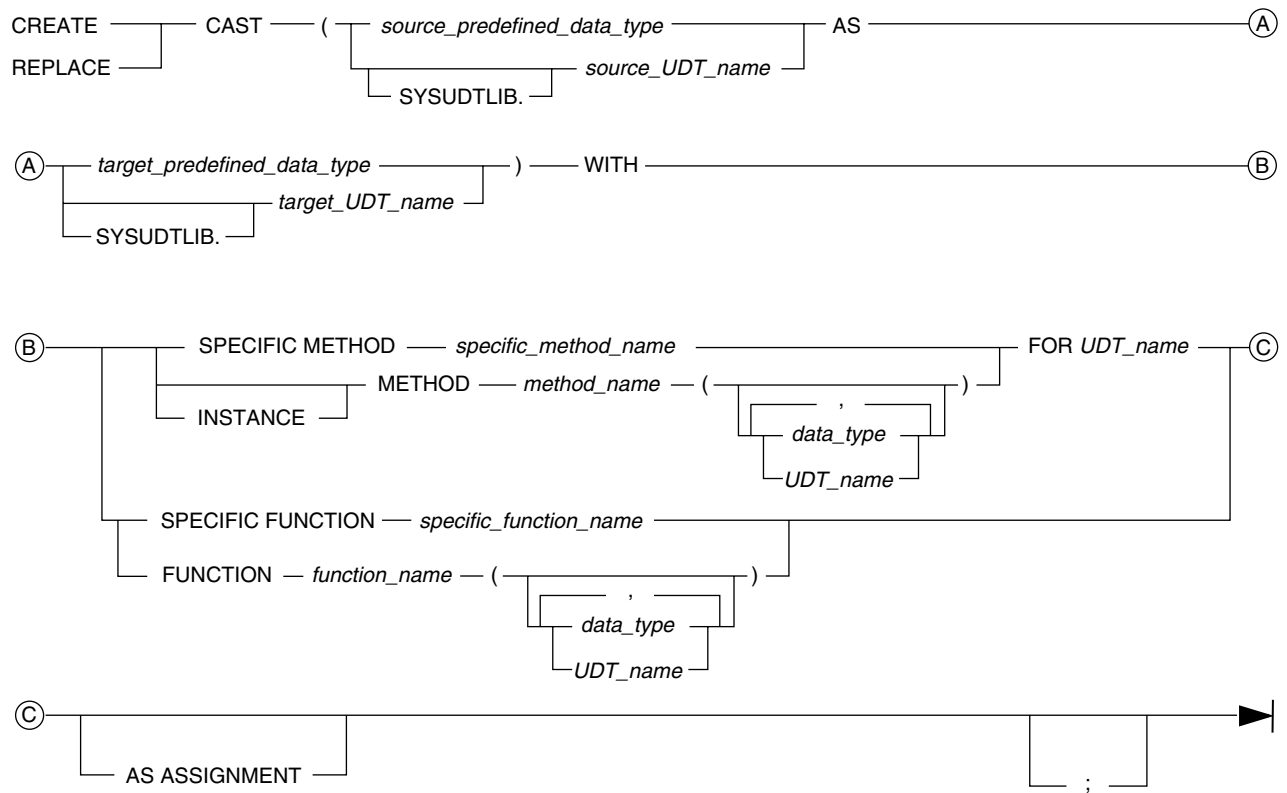 CREATE CAST ( source_predefined_data_type AS A
REPLACE source_UDT_name
SYSUDTLIB.
A target_predefined_data_type ) WITH B
target_UDT_name
SYSUDTLIB.
B SPECIFIC METHOD specific_method_name FOR UDT_name C
METHOD method_name ( )
INSTANCE ,
data_type
UDT_name
SPECIFIC FUNCTION specific_function_name
FUNCTION function_name ( )
,
data_type
UDT_name
C
AS ASSIGNMENT ;